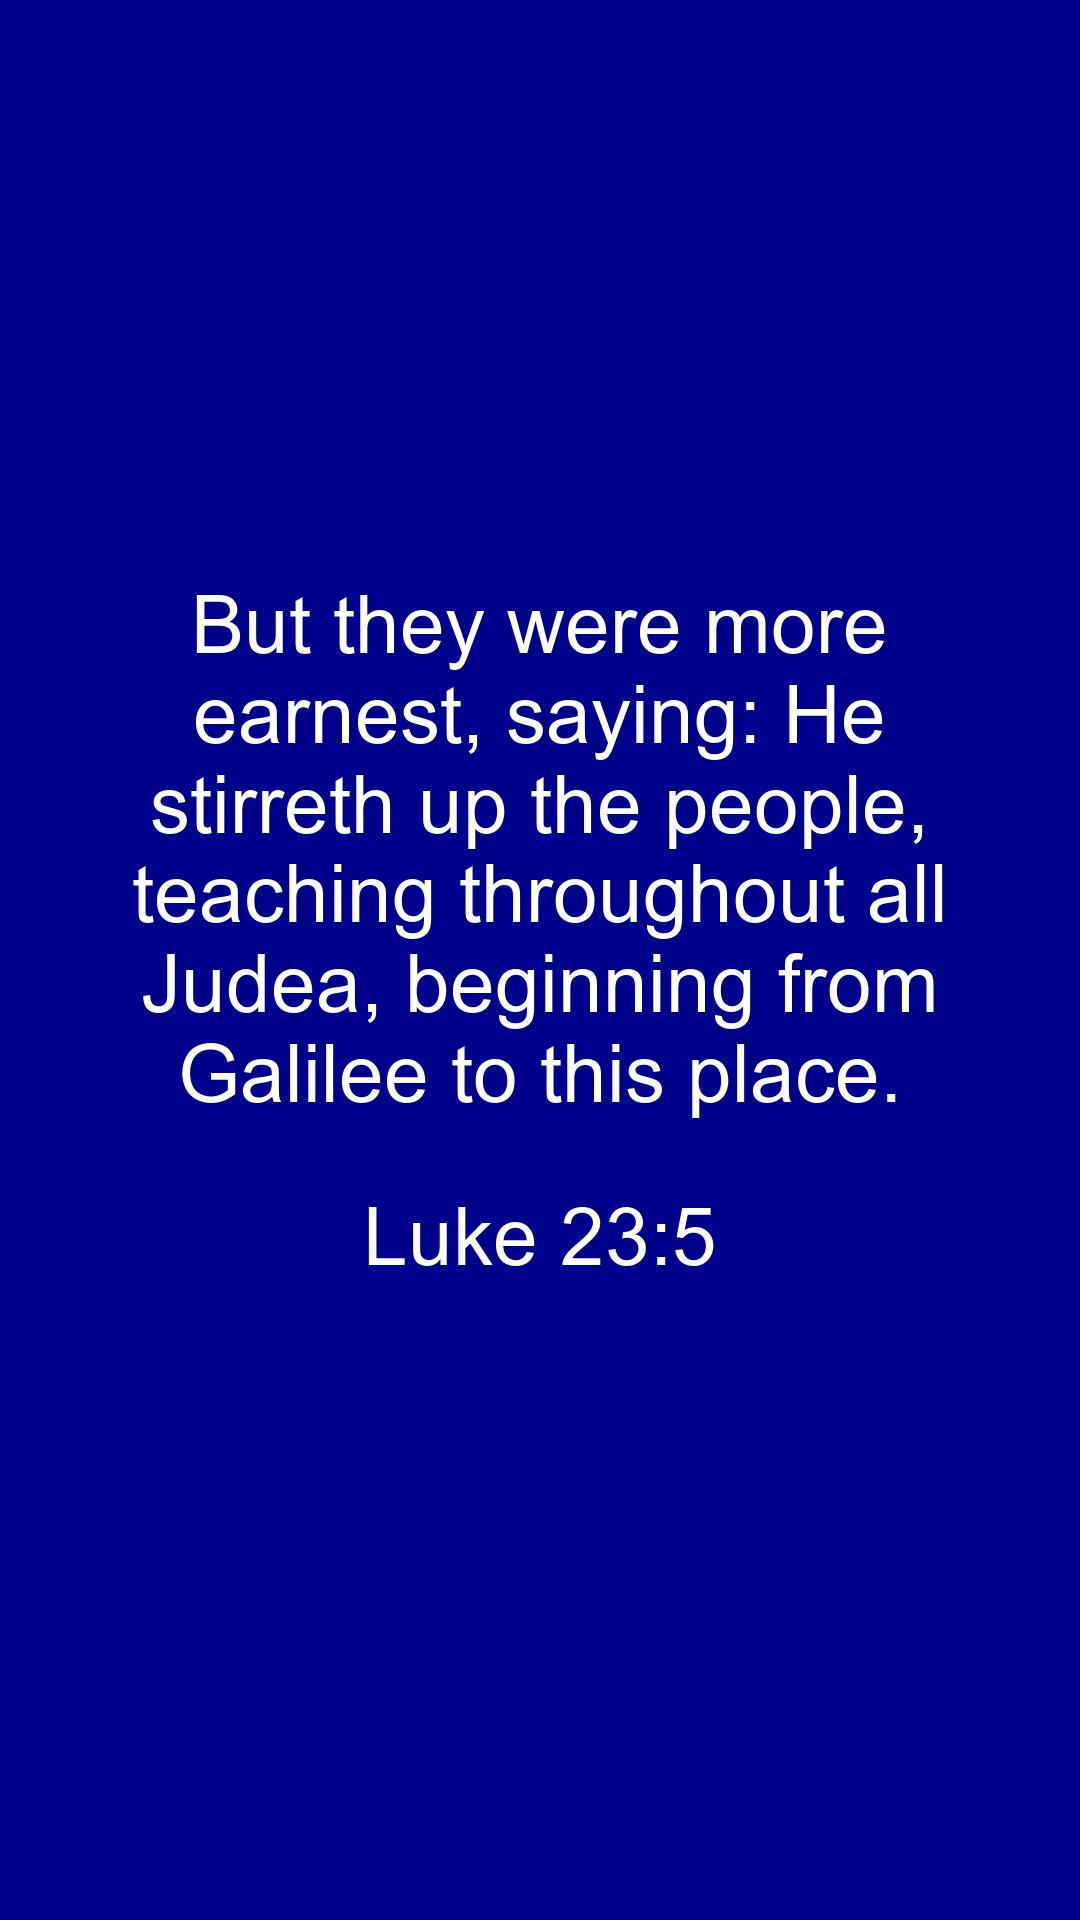 But they were more
earnest, saying: He
stirreth up the people,
teaching throughout all
Judea, beginning from
Galilee to this place.
Luke 23:5